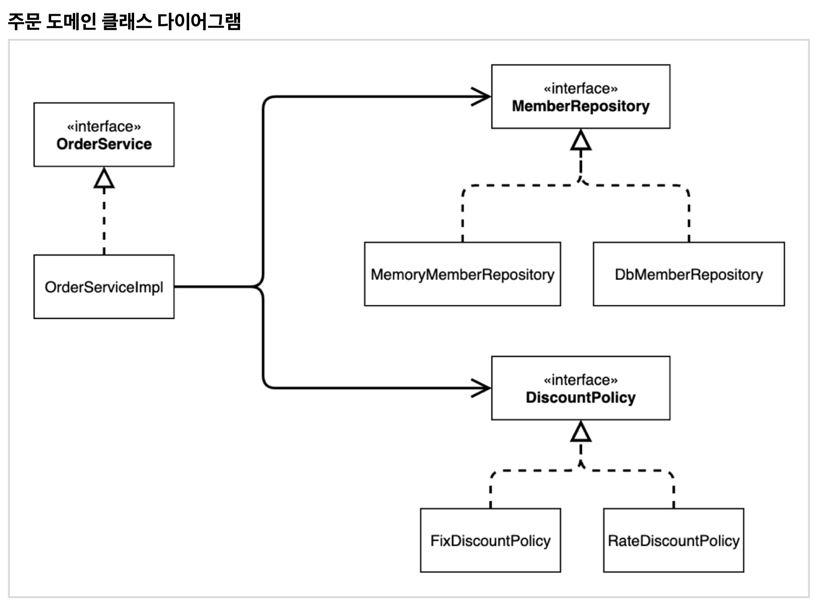 주문 도메인 클래스 다이어그램
«interface»
OrderService
OrderServiceImpl
«interface»
MemberRepository
MemoryMemberRepository
DbMemberRepository
«interface»
DiscountPolicy
FixDiscountPolicy
RateDiscountPolicy